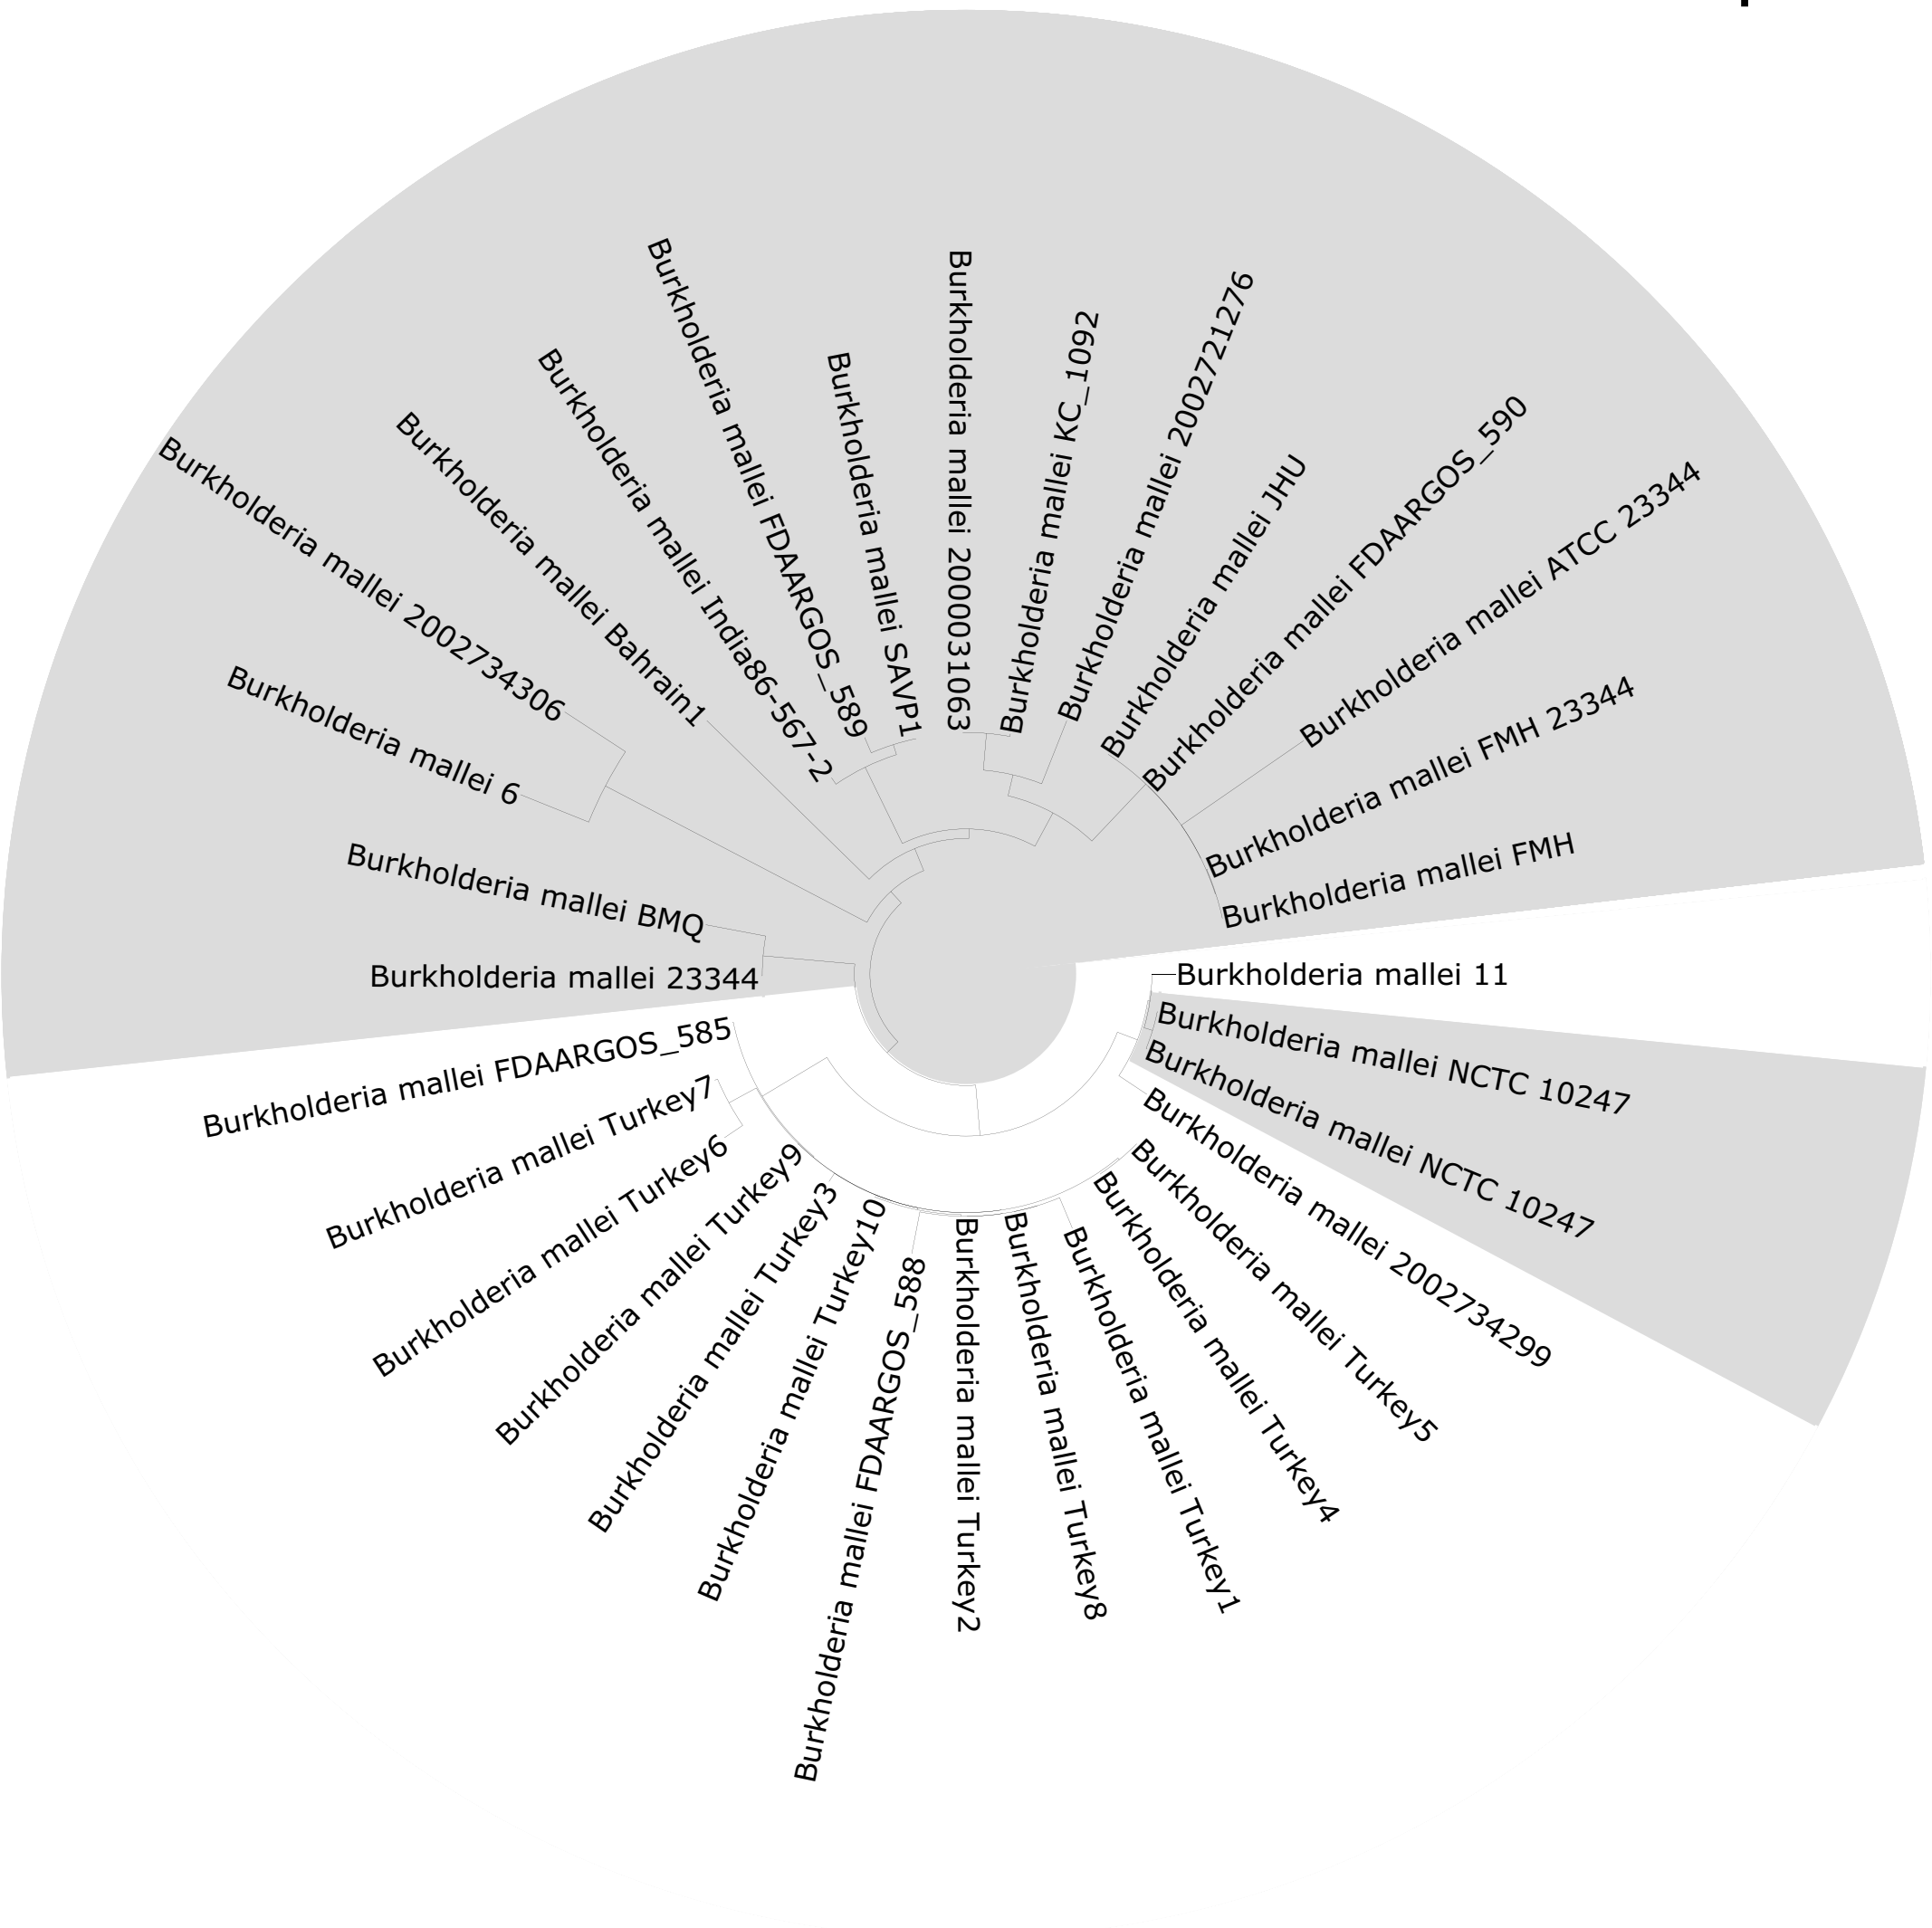 Burkholderia mallei 23344
Burkholderia mallei BMQ
Burkholderia mallei 6
Burkholderia mallei 2002734306
Burkholderia mallei Bahrain1
Burkholderia mallei India86-567-2
Burkholderia mallei FDAARGOS_589
Burkholderia mallei SAVP1
Burkholderia mallei 2000031063
Burkholderia mallei KC_1092
Burkholderia mallei 2002721276
Burkholderia mallei JHU
Burkholderia mallei FDAARGOS_590
Burkholderia mallei ATCC 23344
Burkholderia mallei FMH 23344
Burkholderia mallei FMH
Burkholderia mallei 11
Burkholderia mallei NCTC 10247
Burkholderia mallei NCTC 10247
Burkholderia mallei 2002734299
Burkholderia mallei Turkey5
Burkholderia mallei Turkey4
Burkholderia mallei Turkey1
Burkholderia mallei Turkey8
Burkholderia mallei Turkey2
Burkholderia mallei FDAARGOS_588
Burkholderia mallei Turkey10
Burkholderia mallei Turkey3
Burkholderia mallei Turkey9
Burkholderia mallei Turkey6
Burkholderia mallei Turkey7
Burkholderia mallei FDAARGOS_585